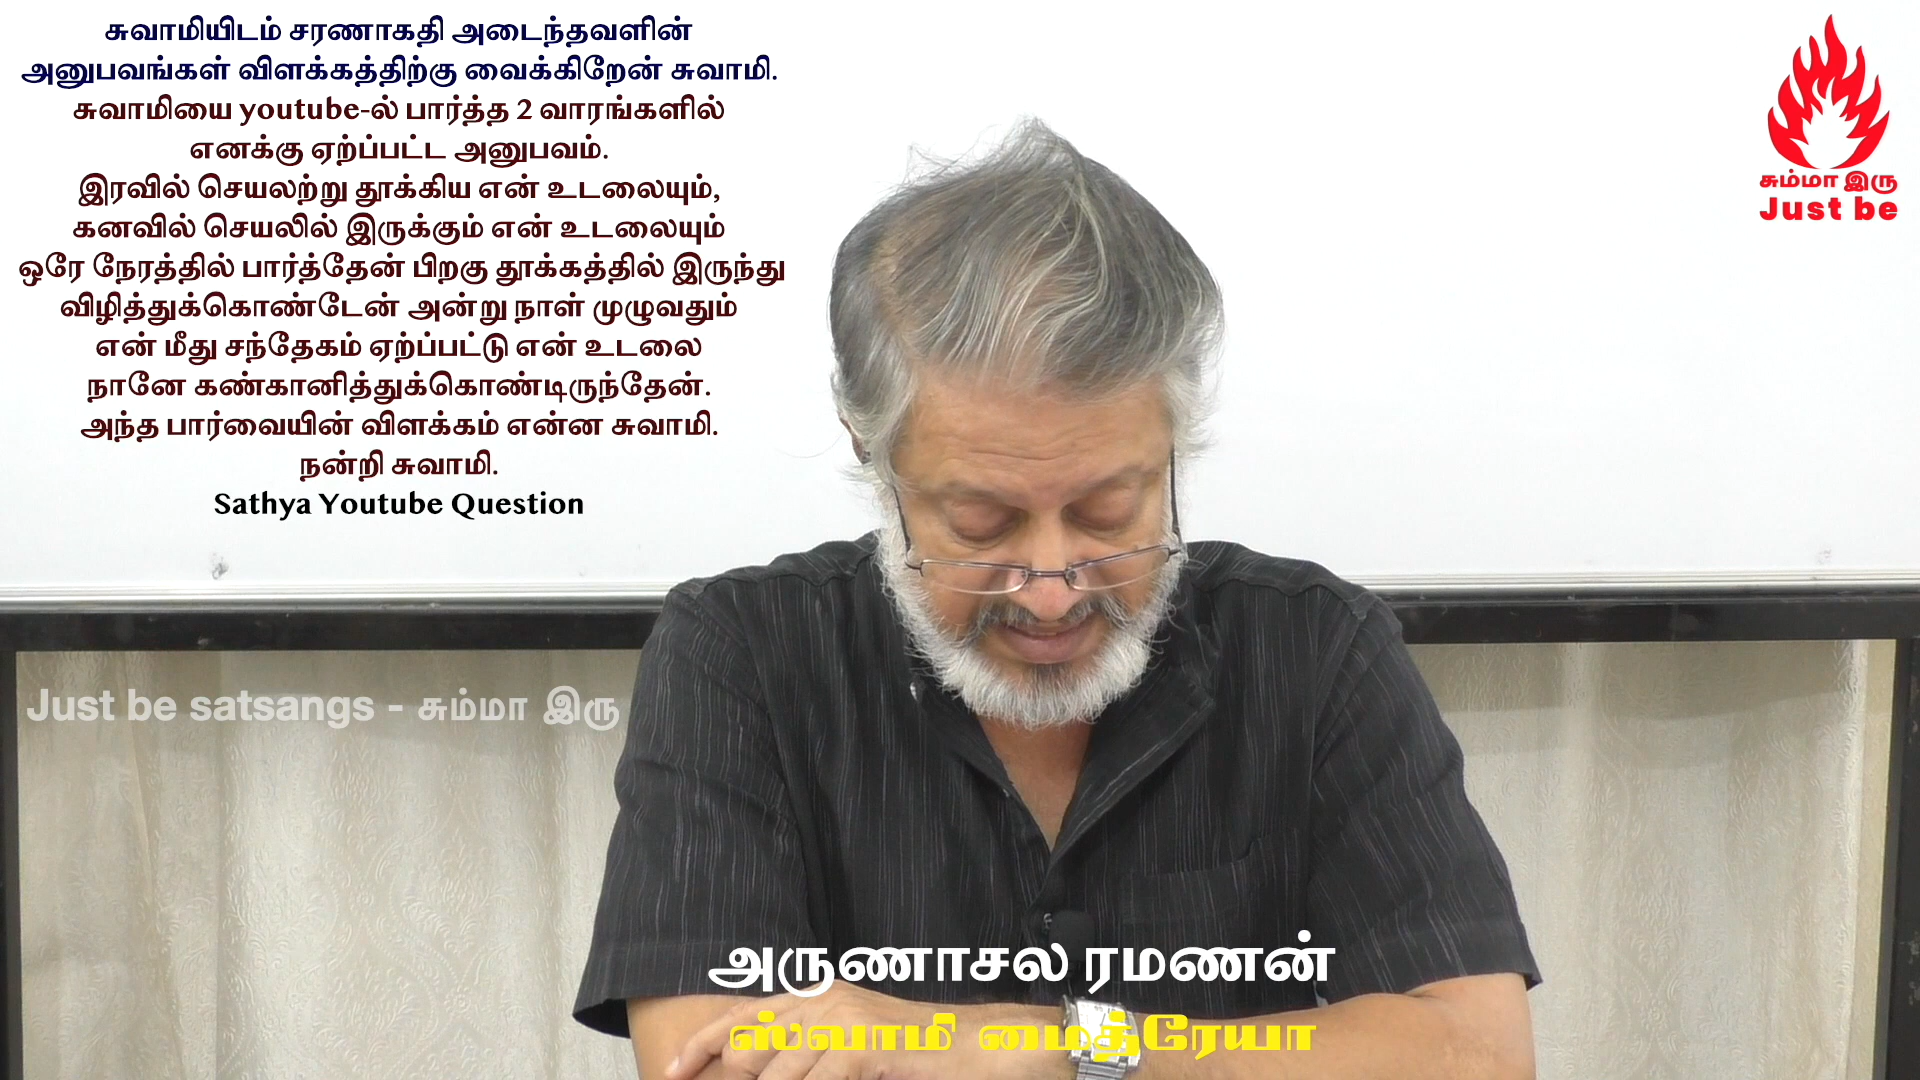 சுவாமியிடம் சரணாகதி அடைந்தவளின்
அனுபவங்கள் விளக்கத்திற்கு வைக்கிறேன் சுவாமி.
சுவாமியை youtube-ல் பார்த்த 2 வாரங்களில்
எனக்கு ஏற்ப்பட்ட அனுபவம்.
இரவில் செயலற்று தூக்கிய என் உடலையும்,
கனவில் செயலில் இருக்கும் என் உடலையும்
ஒரே நேரத்தில் பார்த்தேன் பிறகு தூக்கத்தில் இருந்து
விழித்துக்கொண்டேன் அன்று நாள் முழுவதும்
என் மீது சந்தேகம் ஏற்ப்பட்டு என் உடலை
நானே கண்கானித்துக்கொண்டிருந்தேன்.
அந்த பார்வையின் விளக்கம் என்ன சுவாமி.
நன்றி சுவாமி.
Sathya Youtube Question
சும்மா இரு
Just be
Just be satsangs - சும்மா இரு
அருணாசல ரமணன்
ஸ்வாமி மைத்ரேயா